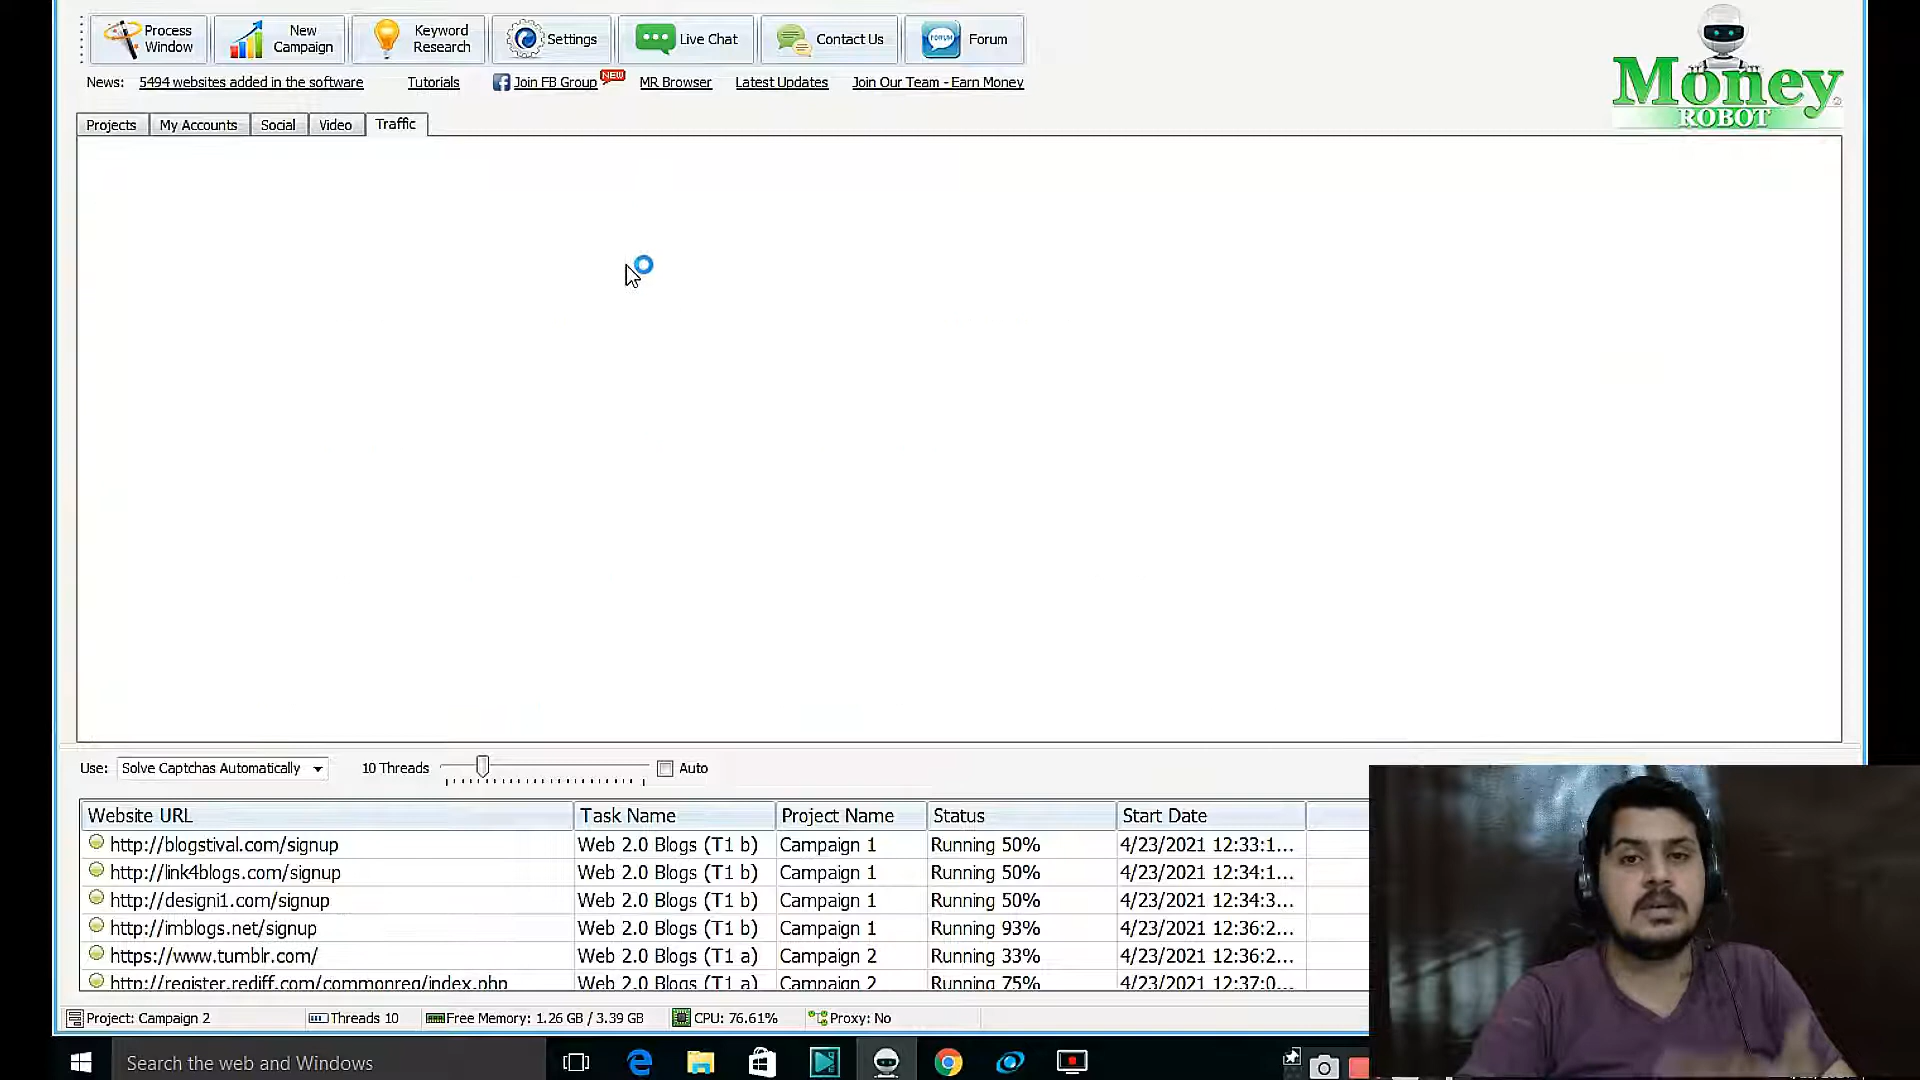 Process Window
New Campaign
Keyword Research
Settings
Live Chat
Contact Us
FORUM
Forum
Money
ROBOT
News:
5494 websites added in the software
Tutorials
Join FB Group
NEW
MR Browser
Latest Updates
Join Our Team - Earn Money
Projects
My Accounts
Social
Video
Traffic
Use:
Solve Captchas Automatically
10 Threads
Auto
Website URL Task Name Project Name Status Start Date
http://blogstival.com/signup Web 2.0 Blogs (T1 b) Campaign 1 Running 50% 4/23/2021 12:33:1...
http://link4blogs.com/signup Web 2.0 Blogs (T1 b) Campaign 1 Running 50% 4/23/2021 12:34:1...
http://designi1.com/signup Web 2.0 Blogs (T1 b) Campaign 1 Running 50% 4/23/2021 12:34:3...
http://imblogs.net/signup Web 2.0 Blogs (T1 b) Campaign 1 Running 93% 4/23/2021 12:36:2...
https://www.tumblr.com/ Web 2.0 Blogs (T1 a) Campaign 2 Running 33% 4/23/2021 12:36:2...
http://register.rediff.com/commonreg/index.php Web 2.0 Blogs (T1 a) Campaign 2 Running 75% 4/23/2021 12:37:0...
Project: Campaign 2
Threads 10
Free Memory: 1.26 GB / 3.39 GB
CPU: 76.61%
Proxy: No
Search the web and Windows